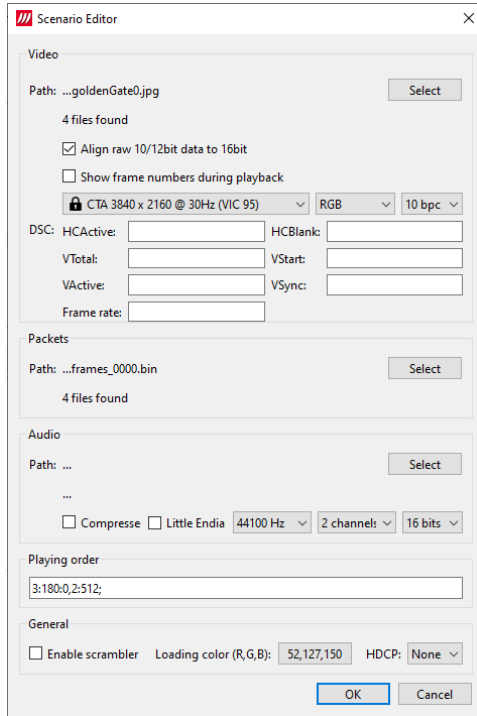 Scenario Editor
Video
Path: ...goldenGate0.jpg Select
4 files found
Align raw 10/12bit data to 16bit
Show frame numbers during playback
CTA 3840 x 2160 @ 30Hz (VIC 95) RGB 10 bpc
DSC: HCActive: HCBlank:
VTotal: VStart:
VActive: VSync:
Frame rate:
Packets
Path: ...frames_0000.bin Select
4 files found
Audio
Path: ... Select
...
Compresse Little Endia 44100 Hz 2 channels 16 bits
Playing order
3:180:0,2:512;
General
Enable scrambler Loading color (R,G,B): 52,127,150 HDCP: None
OK Cancel